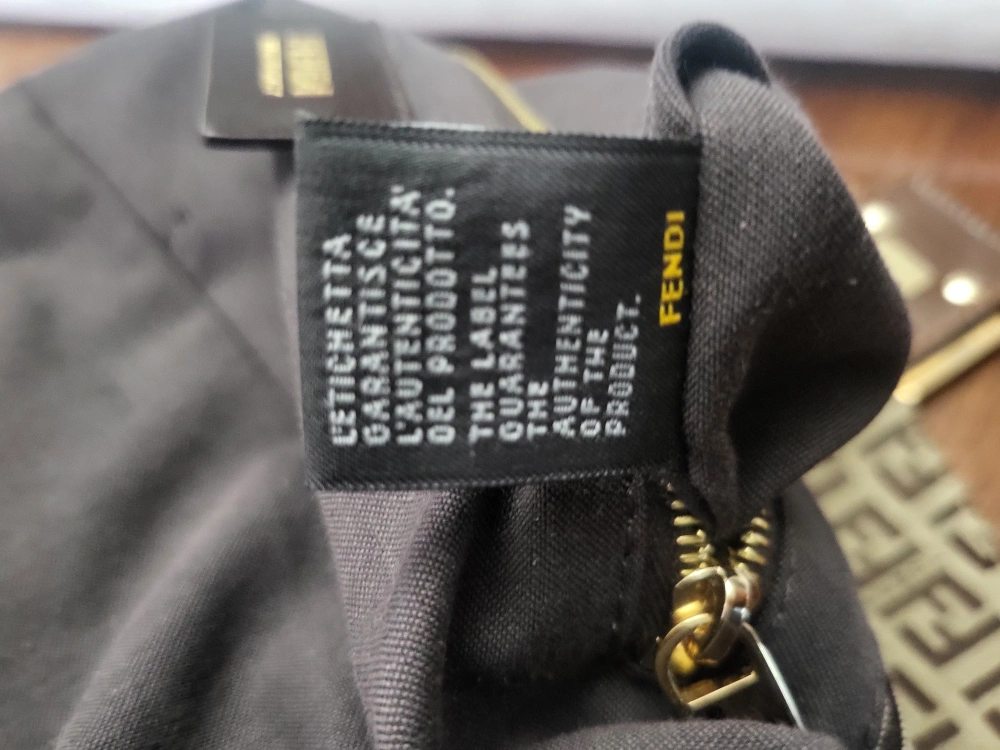 L'ETICHETTA
GARANTISCE
L'AUTENTICITA'
DEL PRODOTTO.
THE LABEL
GUARANTEES
THE
AUTHENTICITY
OF THE
PRODUCT.
FENDI